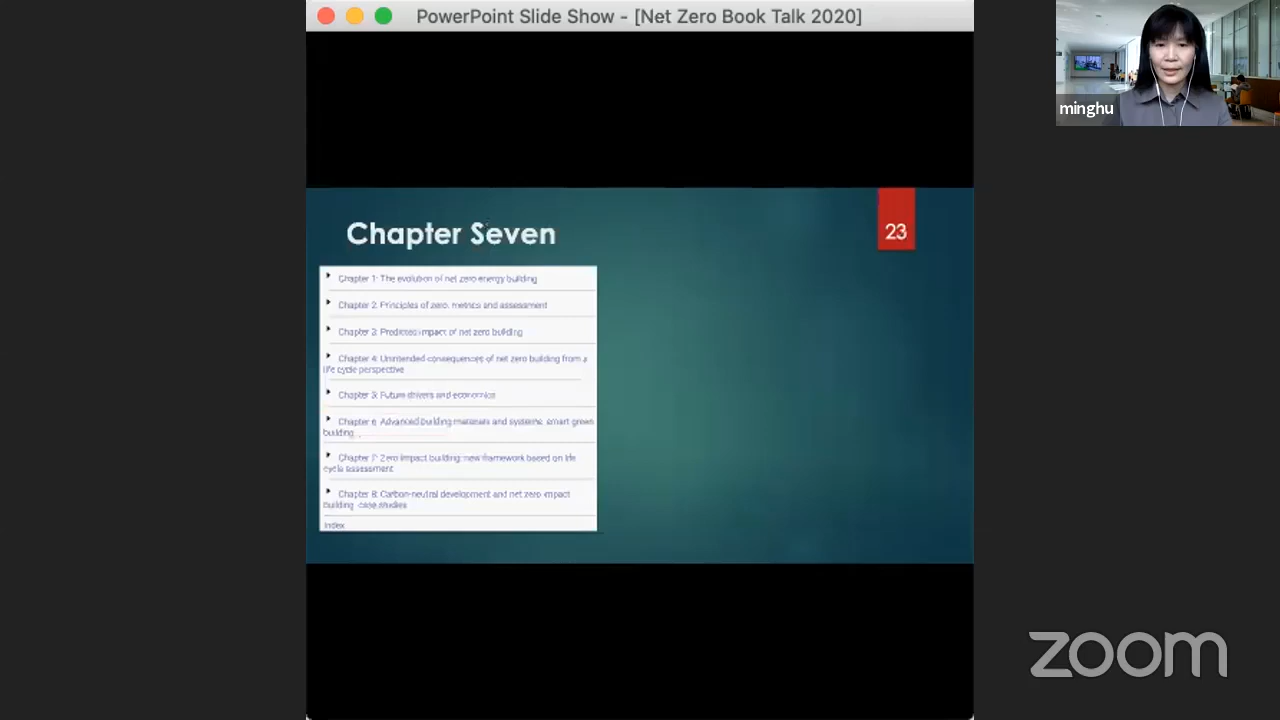 PowerPoint Slide Show - [Net Zero Book Talk 2020]
minghu
Chapter Seven
23
Chapter 1: The evolution of net zero energy building
Chapter 2: Principles of zero: metrics and assessment
Chapter 3: Predicted impact of net zero building
Chapter 4: Unintended consequences of net zero building from a
life cycle perspective
Chapter 5: Future drivers and economics
Chapter 6: Advanced building materials and systems: smart green
building
Chapter 7: Zero impact building: new framework based on life
cycle assessment
Chapter 8: Carbon-neutral development and net zero impact
building: case studies
Index
zoom